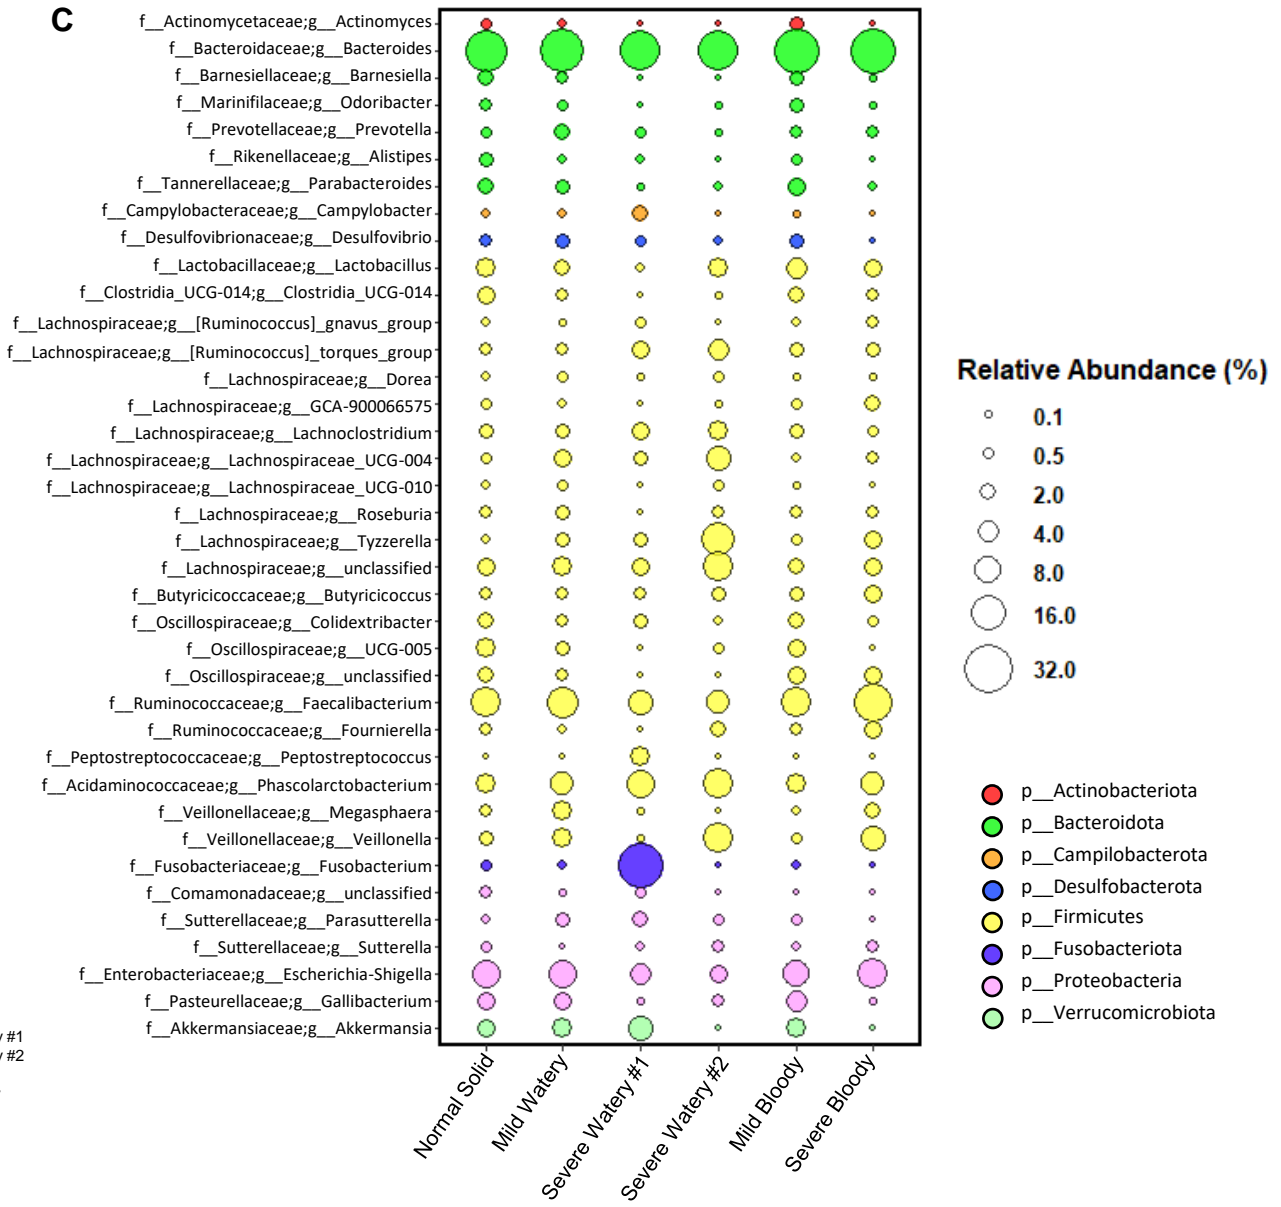 C
f__Actinomycetaceae;g__Actinomyces
f__Bacteroidaceae;g__Bacteroides
f__Barnesiellaceae;g__Barnesiella
f__Marinifilaceae;g__Odoribacter
f__Prevotellaceae;g__Prevotella
f__Rikenellaceae;g__Alistipes
f__Tannerellaceae;g__Parabacteroides
f__Campylobacteraceae;g__Campylobacter
f__Desulfovibrionaceae;g__Desulfovibrio
f__Lactobacillaceae;g__Lactobacillus
f__Clostridia_UCG-014;g__Clostridia_UCG-014
f__Lachnospiraceae;g__[Ruminococcus]_gnavus_group
f__Lachnospiraceae;g__[Ruminococcus]_torques_group
f__Lachnospiraceae;g__Dorea
f__Lachnospiraceae;g__GCA-900066575
f__Lachnospiraceae;g__Lachnoclostridium
f__Lachnospiraceae;g__Lachnospiraceae_UCG-004
f__Lachnospiraceae;g__Lachnospiraceae_UCG-010
f__Lachnospiraceae;g__Roseburia
f__Lachnospiraceae;g__Tyzzerella
f__Lachnospiraceae;g__unclassified
f__Butyricicoccaceae;g__Butyricicoccus
f__Oscillospiraceae;g__Colidextribacter
f__Oscillospiraceae;g__UCG-005
f__Oscillospiraceae;g__unclassified
f__Ruminococcaceae;g__Faecalibacterium
f__Ruminococcaceae;g__Fournierella
f__Peptostreptococcaceae;g__Peptostreptococcus
f__Acidaminococcaceae;g__Phascolarctobacterium
f__Veillonellaceae;g__Megasphaera
f__Veillonellaceae;g__Veillonella
f__Fusobacteriaceae;g__Fusobacterium
f__Comamonadaceae;g__unclassified
f__Sutterellaceae;g__Parasutterella
f__Sutterellaceae;g__Sutterella
f__Enterobacteriaceae;g__Escherichia-Shigella
f__Pasteurellaceae;g__Gallibacterium
f__Akkermansiaceae;g__Akkermansia
#1
#2
Normal Solid
Mild Watery
Severe Watery #1
Severe Watery #2
Mild Bloody
Severe Bloody
Relative Abundance (%)
0.1
0.5
2.0
4.0
8.0
16.0
32.0
p__Actinobacteriota
p__Bacteroidota
p__Campilobacterota
p__Desulfobacterota
p__Firmicutes
p__Fusobacteriota
p__Proteobacteria
p__Verrucomicrobiota